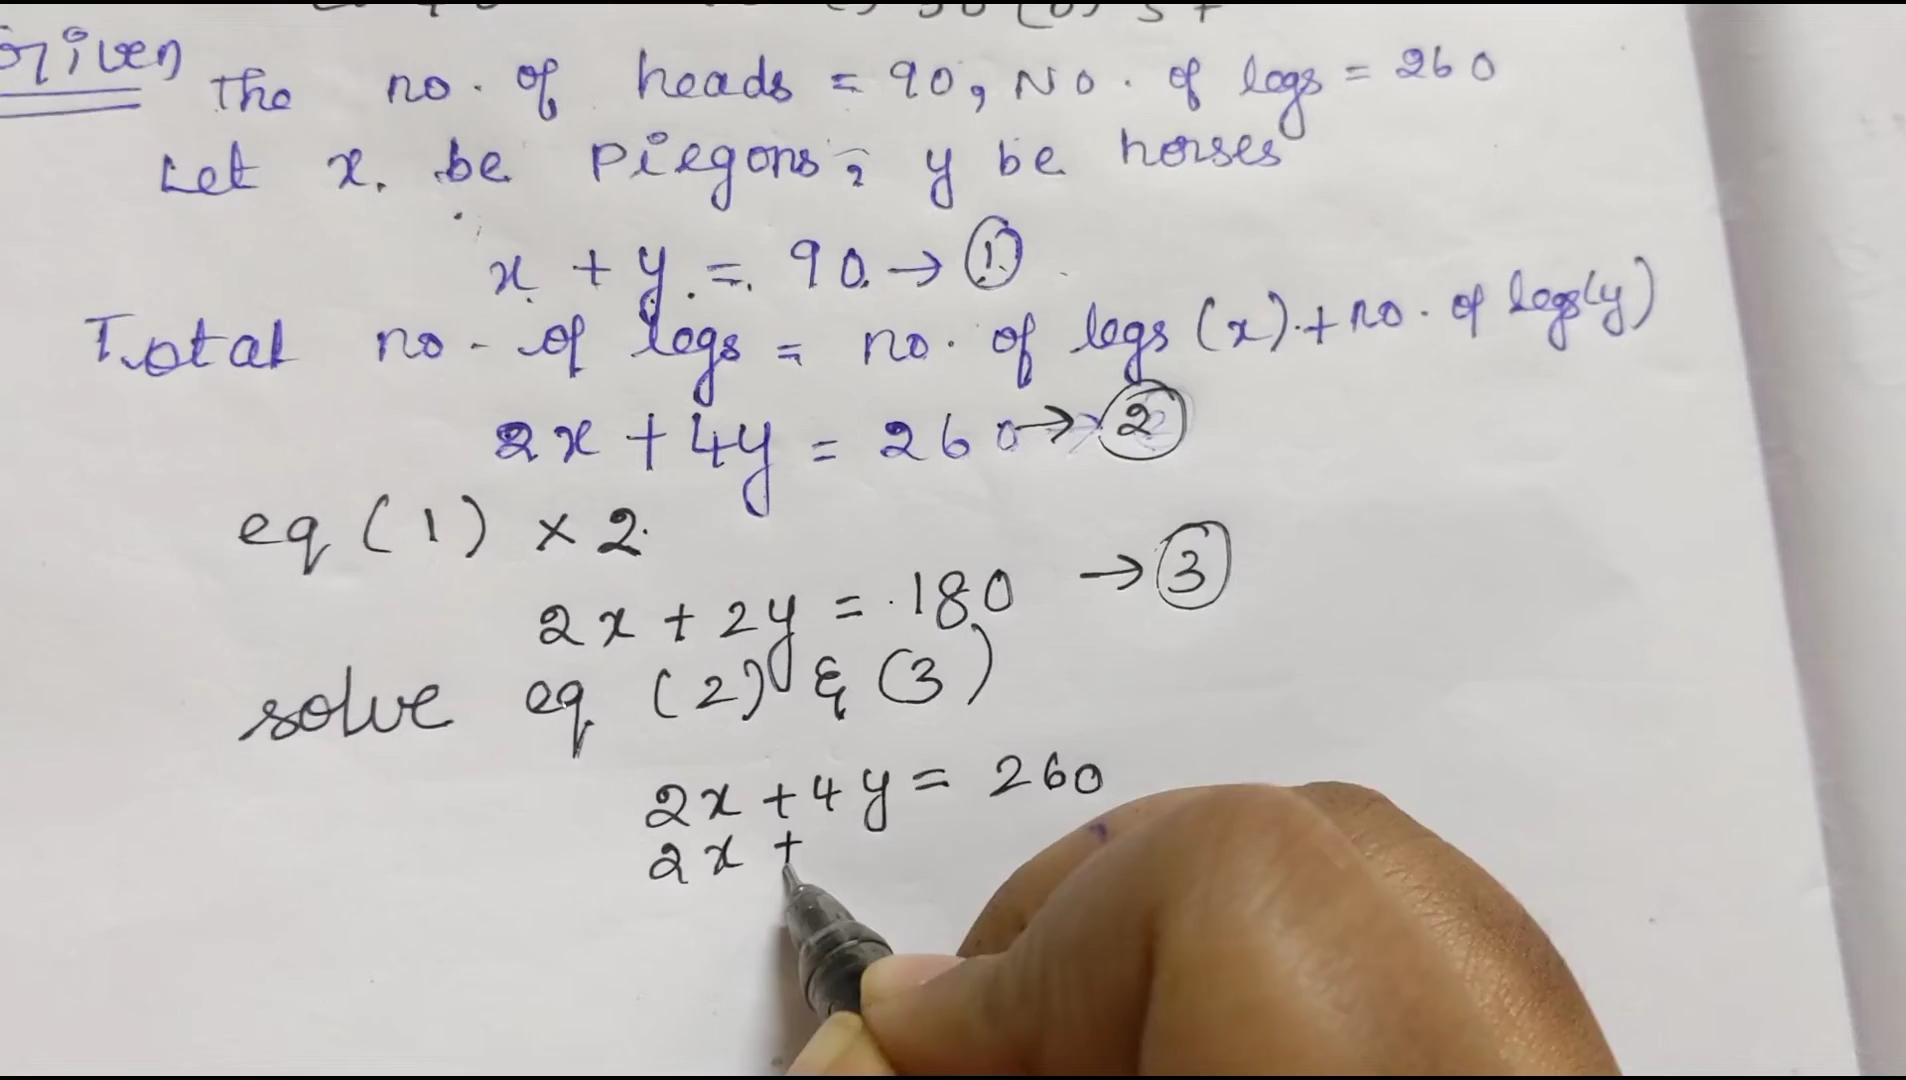 Given The no. of heads = 90, No. of legs = 260
Let x be Piegons, y be horses
x + y = 90 → ①
Total no. of legs = no. of legs (x) + no. of legs (y)
2x + 4y = 260 → ②
eq (1) × 2
2x + 2y = 180 → ③
solve eq (2) & (3)
2x + 4y = 260
2x +